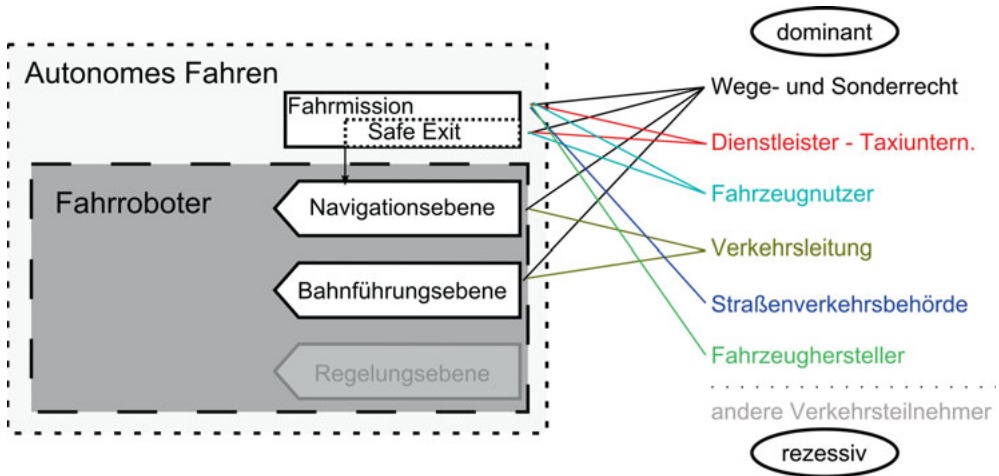 dominant
Autonomes Fahren
Fahrmission
Safe Exit
Fahrroboter
Navigationsebene
Bahnführungsebene
Regelungsebene
Wege- und Sonderrecht
Dienstleister - Taxiuntern.
Fahrzeugnutzer
Verkehrsleitung
Straßenverkehrsbehörde
Fahrzeughersteller
andere Verkehrsteilnehmer
rezessiv